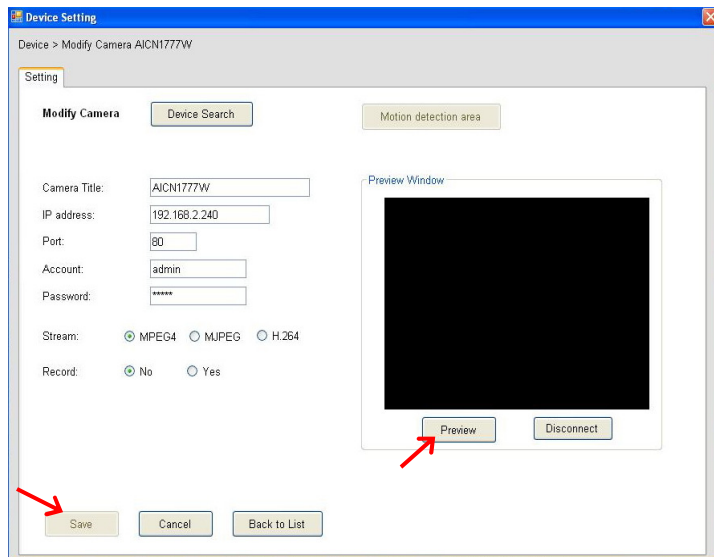 Device Setting
Device > Modify Camera AICN1777W
Setting
Modify Camera
Device Search
Motion detection area
Camera Title:
AICN1777W
Preview Window
IP address:
192.168.2.240
Port:
80
Account:
admin
Password:
*****
Stream:
MPEG4
MJPEG
H.264
Record:
No
Yes
Preview
Disconnect
Save
Cancel
Back to List